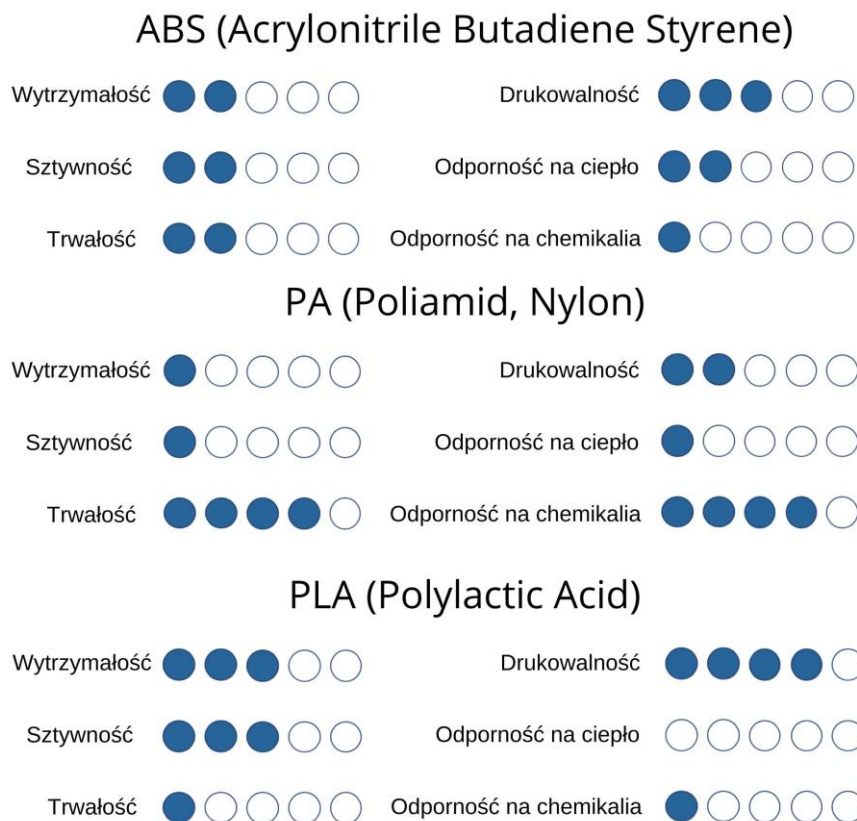 ABS (Acrylonitrile Butadiene Styrene)
Wytrzymałość
Drukowalność
Sztywność
Odporność na ciepło
Trwałość
Odporność na chemikalia
PA (Poliamid, Nylon)
Wytrzymałość
Drukowalność
Sztywność
Odporność na ciepło
Trwałość
Odporność na chemikalia
PLA (Polylactic Acid)
Wytrzymałość
Drukowalność
Sztywność
Odporność na ciepło
Trwałość
Odporność na chemikalia